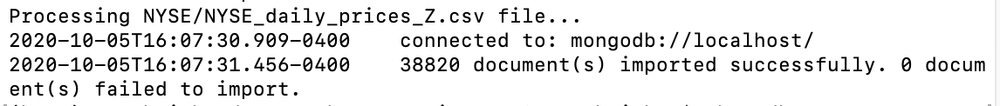 Processing NYSE/NYSE_daily_prices_Z.csv file...
2020-10-05T16:07:30.909-0400    connected to: mongodb://localhost/
2020-10-05T16:07:31.456-0400    38820 document(s) imported successfully. 0 docum
ent(s) failed to import.